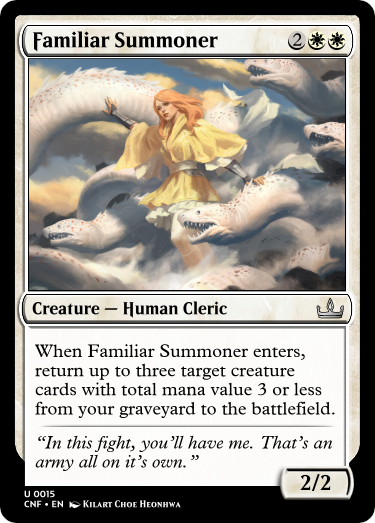 Familiar Summoner 2
Creature — Human Cleric
When Familiar Summoner enters,
return up to three target creature
cards with total mana value 3 or less
from your graveyard to the battlefield.
“In this fight, you'll have me. That's an
army all on it's own.”
2/2
U 0015
CNF • EN Kilart Choe Heonhwa